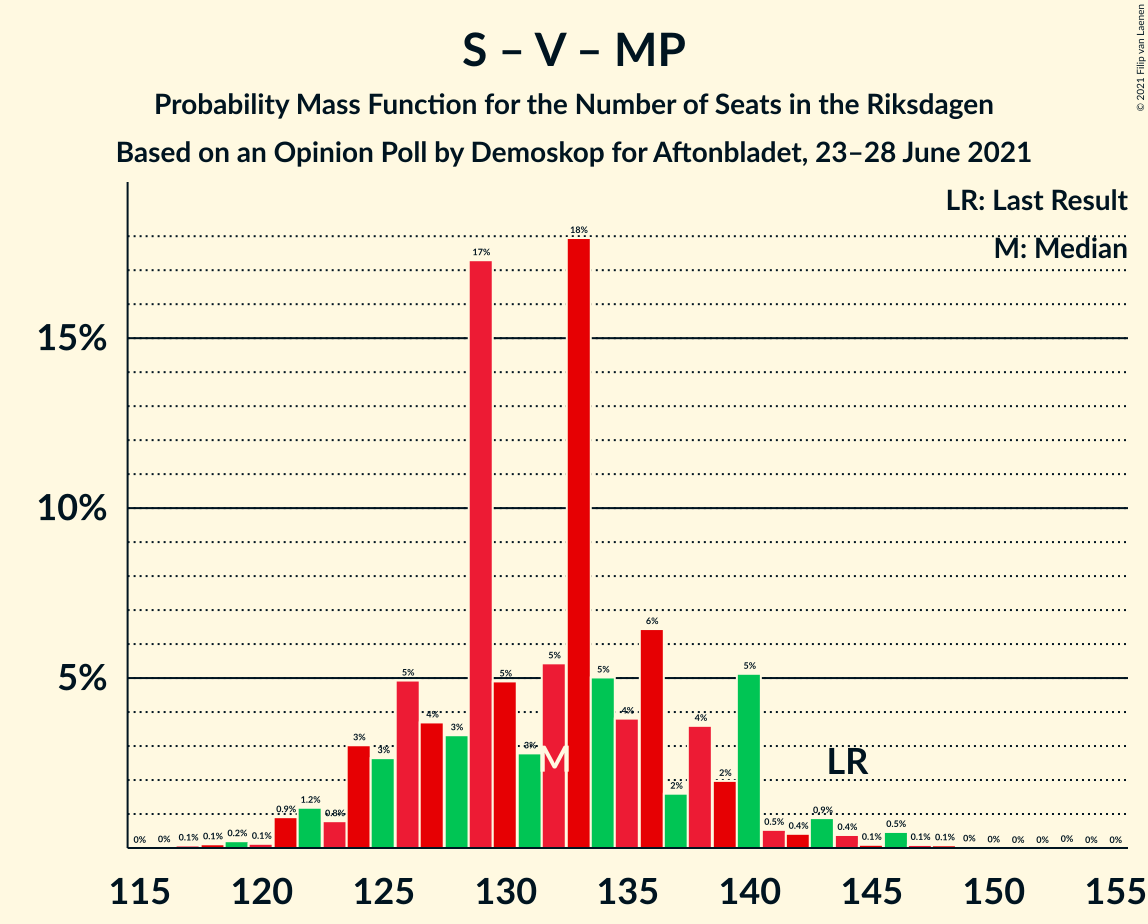 S – V – MP
Probability Mass Function for the Number of Seats in the Riksdagen
Based on an Opinion Poll by Demoskop for Aftonbladet, 23–28 June 2021
© 2021 Filip van Laenen
LR: Last Result
M: Median
15%
10%
5%
0% 0% 0.1% 0.1% 0.2% 0.1% 0.9% 1.2% 0.8% 3% 3% 5% 4% 3% 17% 5% 3% 5% 18% 5% 4% 6% 2% 4% 2% 5% 0.5% 0.4% 0.9% 0.4% 0.1% 0.5% 0.1% 0.1% 0% 0% 0% 0% 0% 0% 0%
M
LR
115 120 125 130 135 140 145 150 155